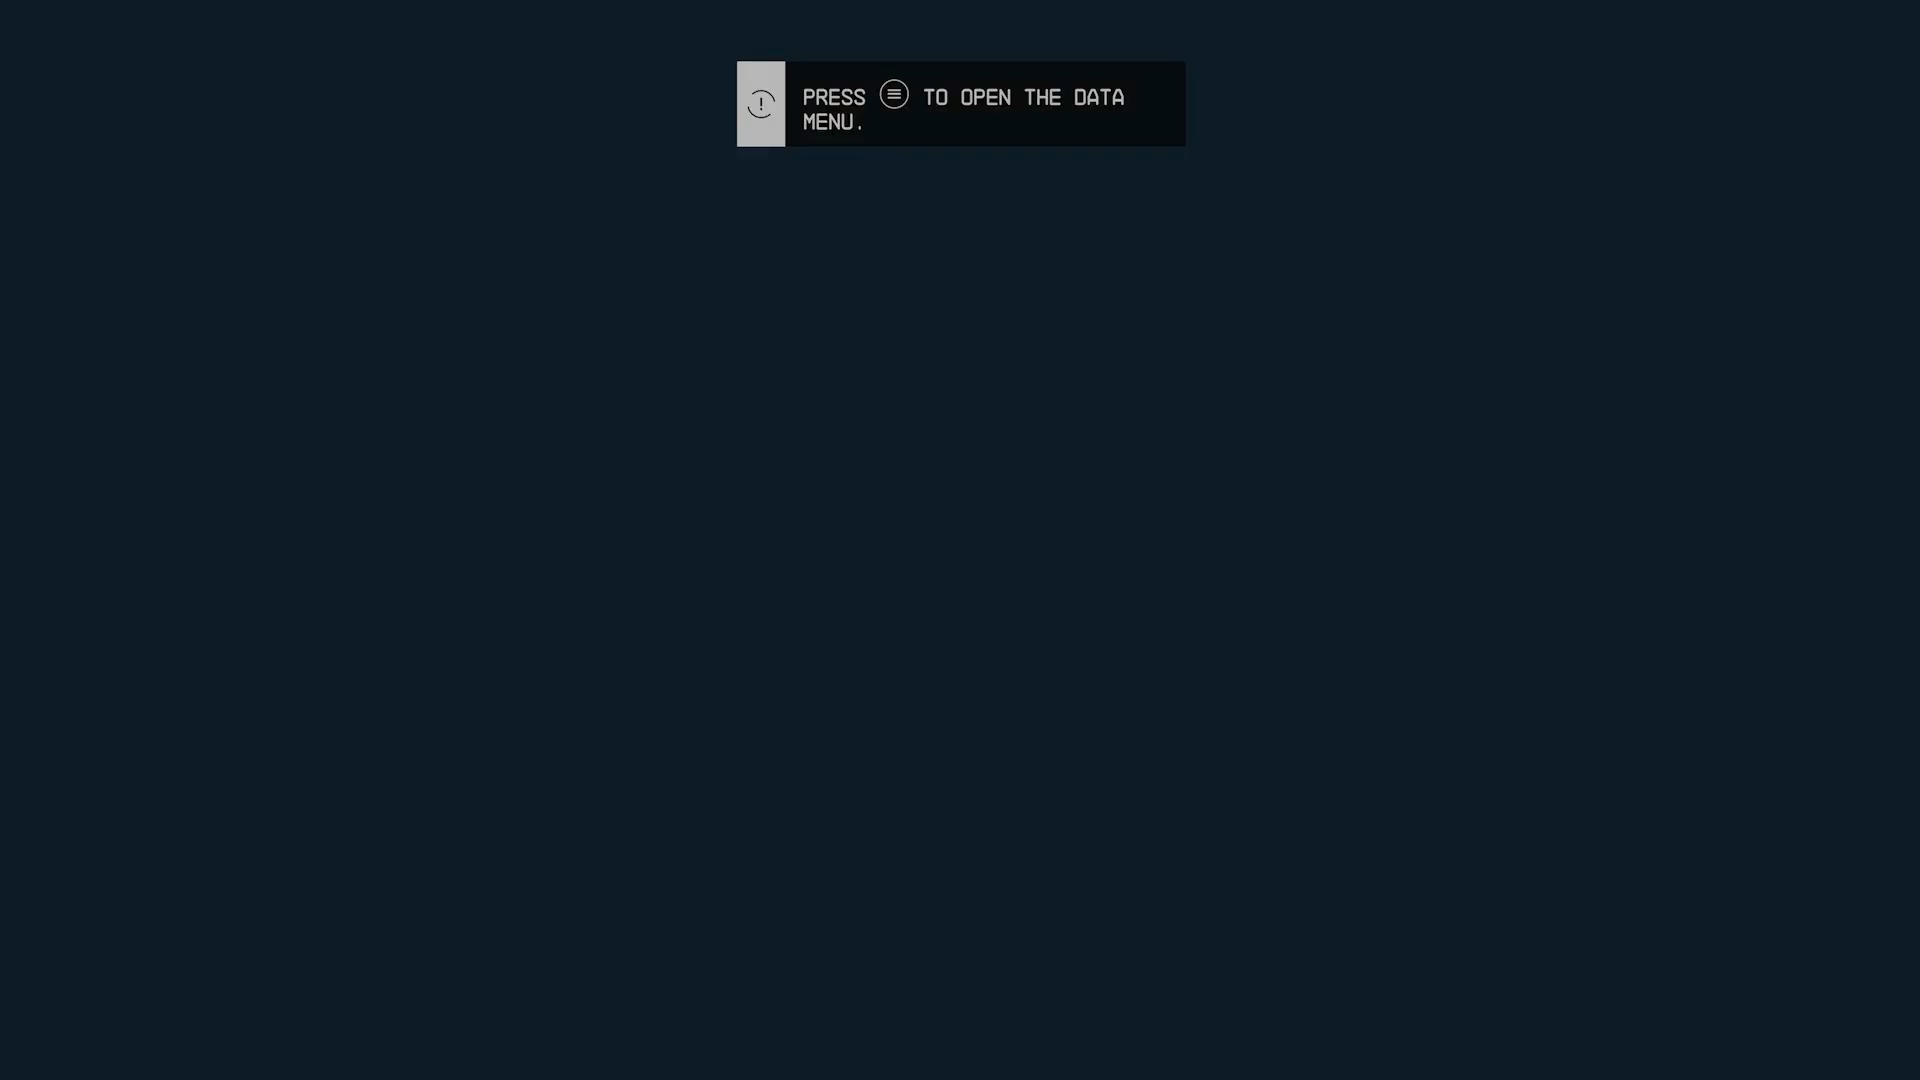 PRESS ≡ TO OPEN THE DATA
MENU.